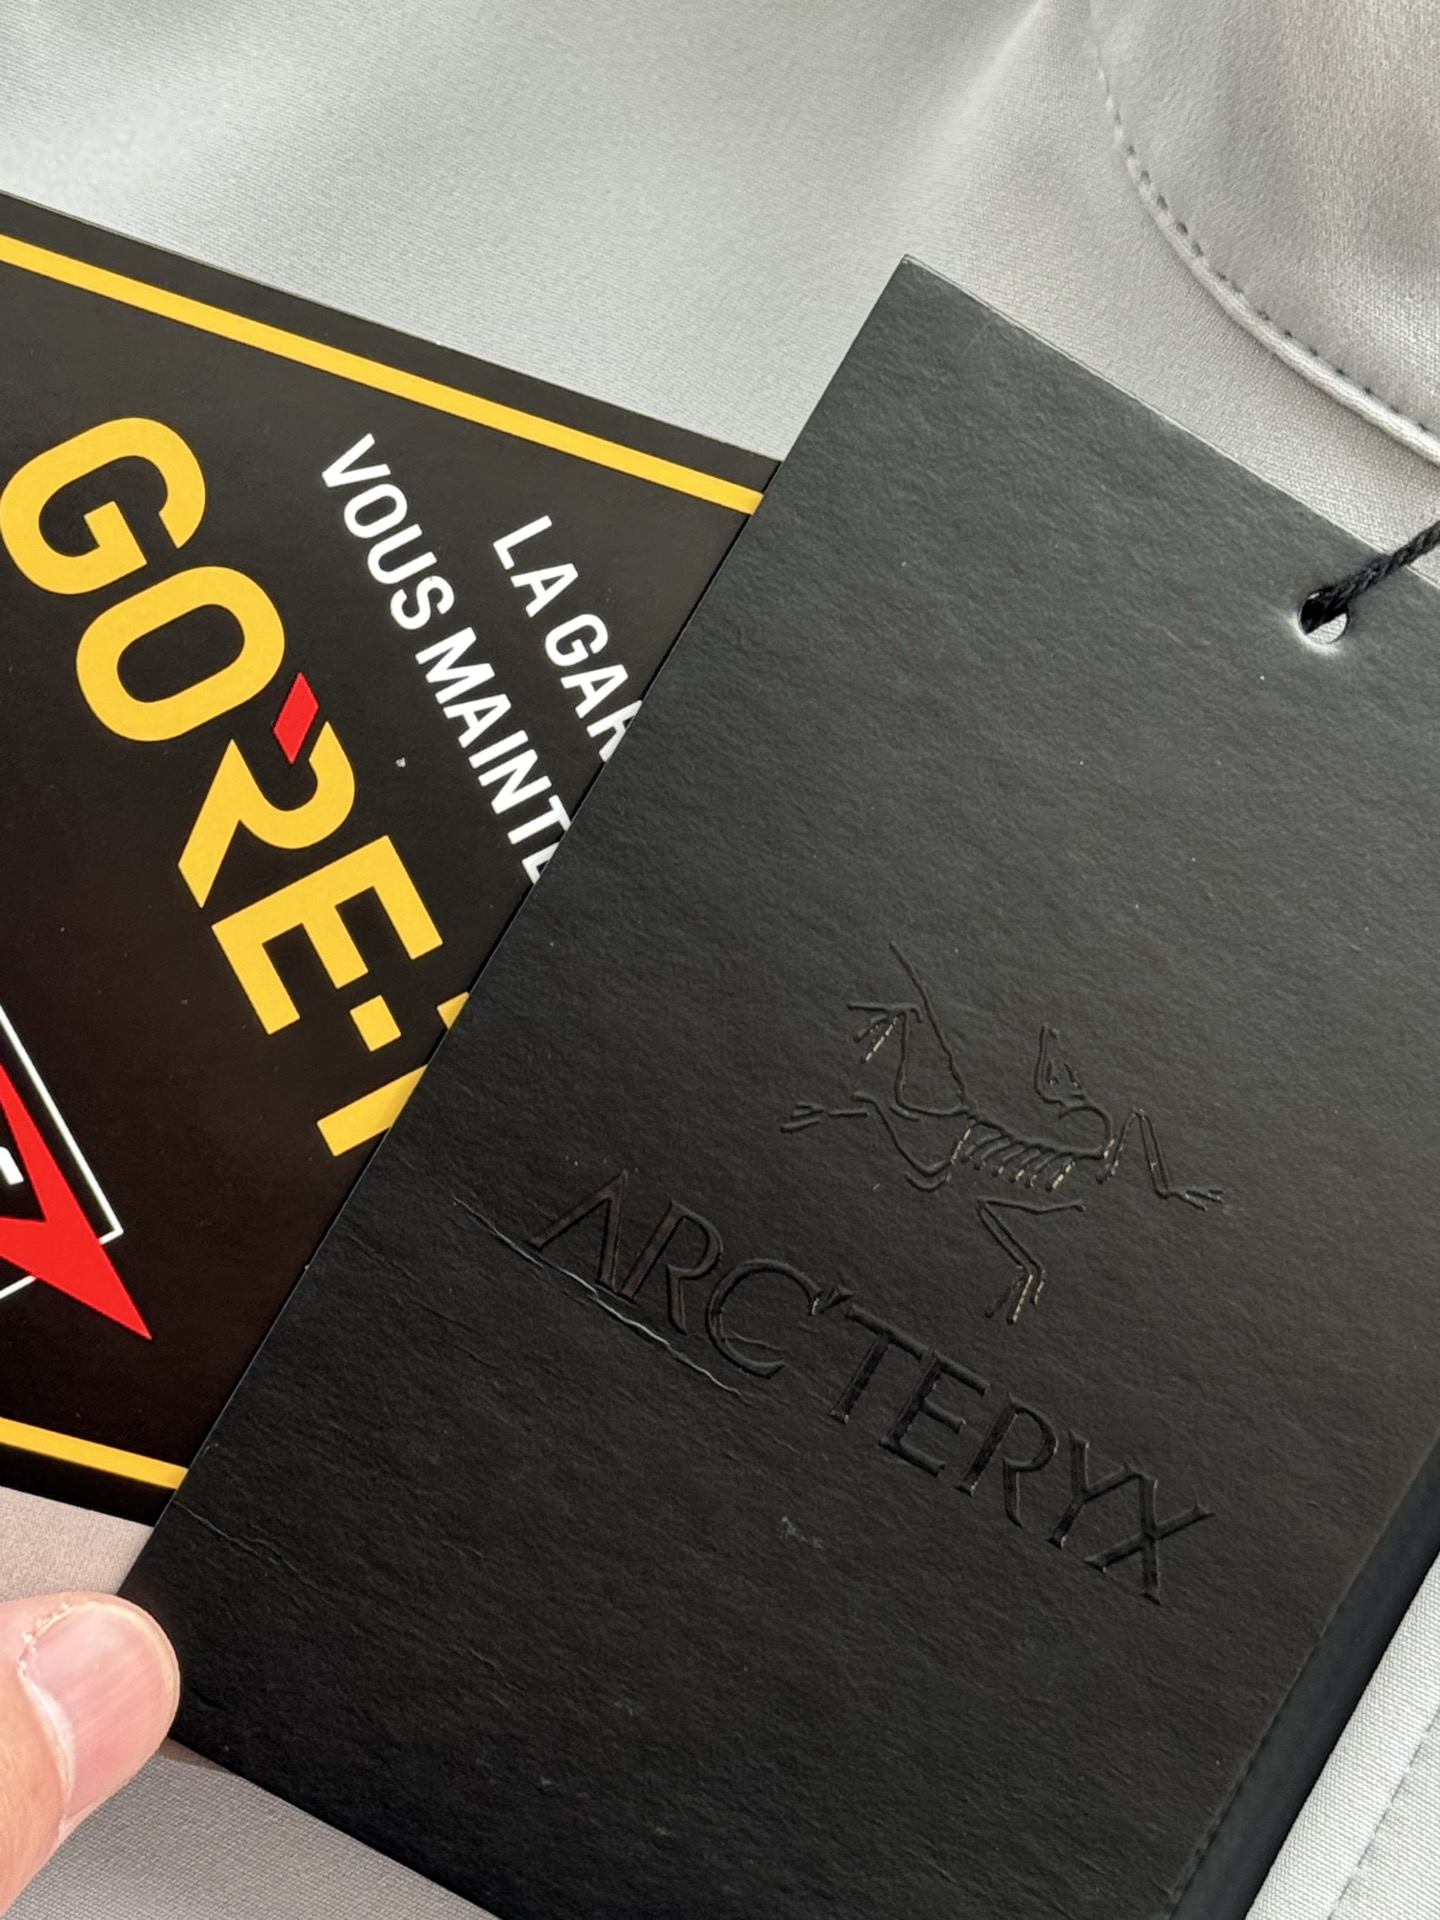 LA GAR
VOUS MAINTE
GORE-T
ARC'TERYX